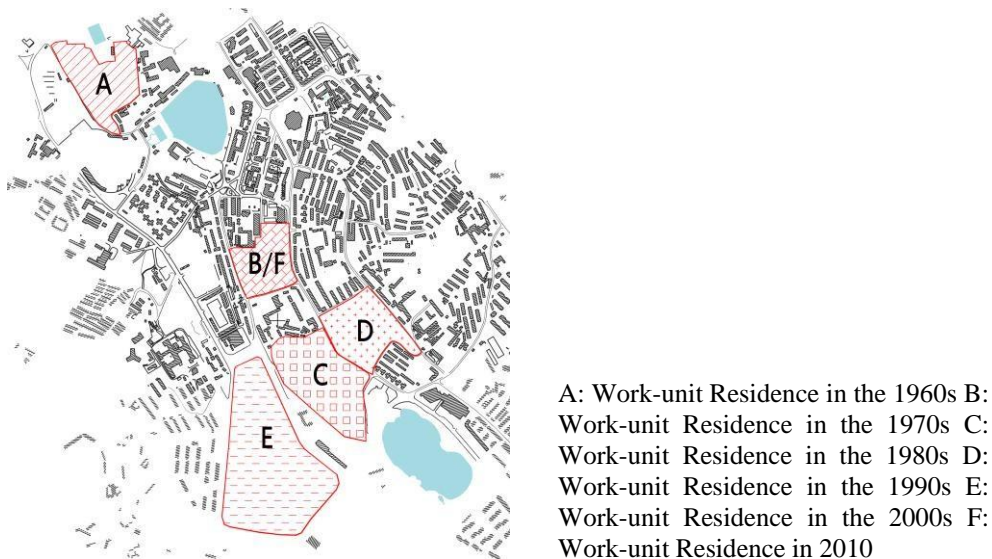 A
B/F
D
C
E
A: Work-unit Residence in the 1960s B:
Work-unit Residence in the 1970s C:
Work-unit Residence in the 1980s D:
Work-unit Residence in the 1990s E:
Work-unit Residence in the 2000s F:
Work-unit Residence in 2010